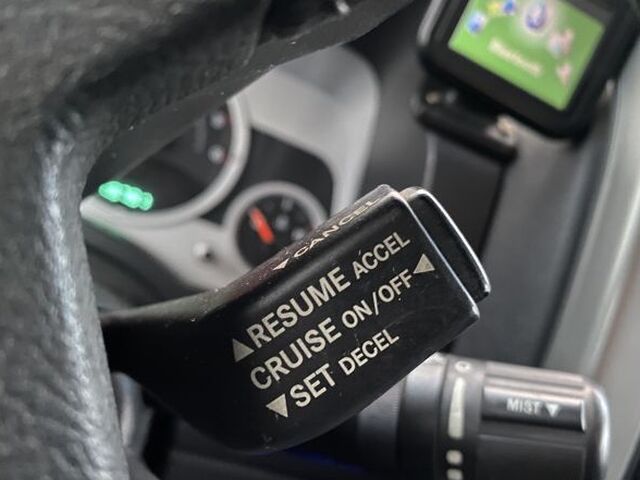 CANCEL
RESUME ACCEL
CRUISE ON/OFF
SET DECEL
MIST